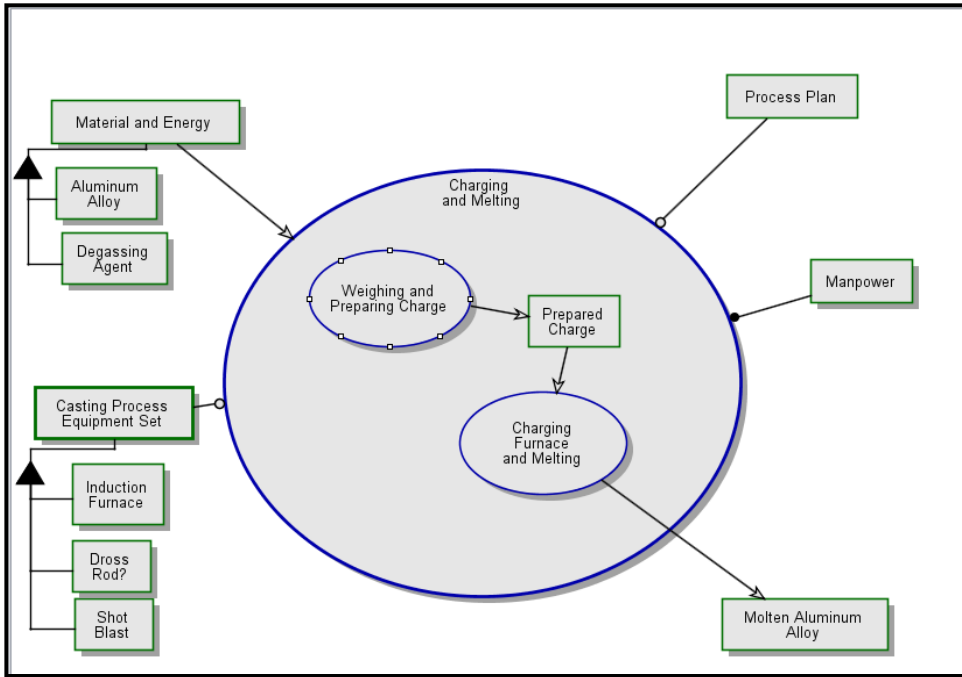 Material and Energy
Aluminum
Alloy
Degassing
Agent
Process Plan
Charging
and Melting
Weighing and
Preparing Charge
Prepared
Charge
Manpower
Casting Process
Equipment Set
Charging
Furnace
and Melting
Induction
Furnace
Dross
Rod?
Shot
Blast
Molten Aluminum
Alloy